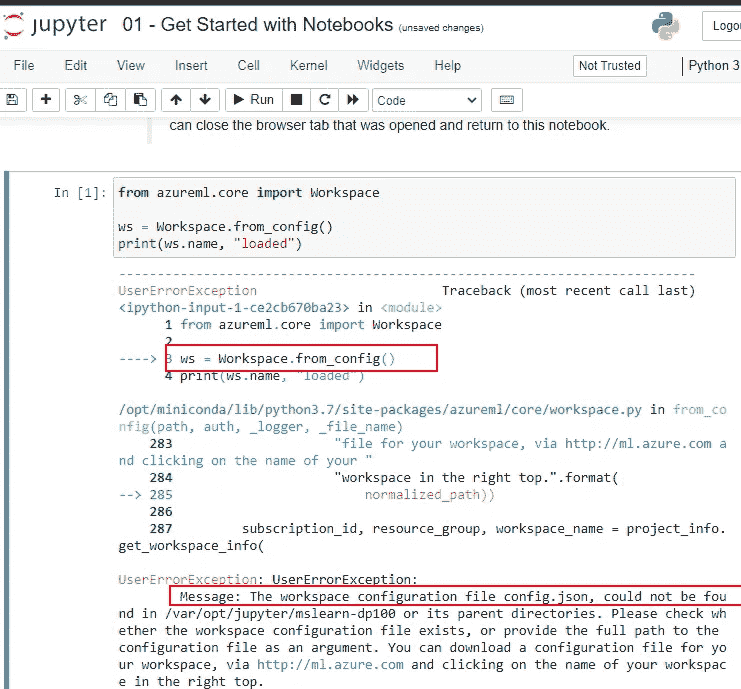 jupyter 01 - Get Started with Notebooks (unsaved changes)
Logou
File Edit View Insert Cell Kernel Widgets Help Not Trusted Python 3
Run Code
can close the browser tab that was opened and return to this notebook.
In [1]: from azureml.core import Workspace
ws = Workspace.from_config()
print(ws.name, "loaded")
---------------------------------------------------------------------------
UserErrorException Traceback (most recent call last)
<ipython-input-1-ce2cb670ba23> in <module>
1 from azureml.core import Workspace
2
----> 3 ws = Workspace.from_config()
4 print(ws.name, "loaded")
/opt/miniconda/lib/python3.7/site-packages/azureml/core/workspace.py in from_co
nfig(path, auth, _logger, _file_name)
283 "file for your workspace, via http://ml.azure.com a
nd clicking on the name of your "
284 "workspace in the right top.".format(
--> 285 normalized_path))
286
287 subscription_id, resource_group, workspace_name = project_info.
get_workspace_info(
UserErrorException: UserErrorException:
Message: The workspace configuration file config.json, could not be fou
nd in /var/opt/jupyter/mslearn-dp100 or its parent directories. Please check wh
ether the workspace configuration file exists, or provide the full path to the
configuration file as an argument. You can download a configuration file for yo
ur workspace, via http://ml.azure.com and clicking on the name of your workspac
e in the right top.